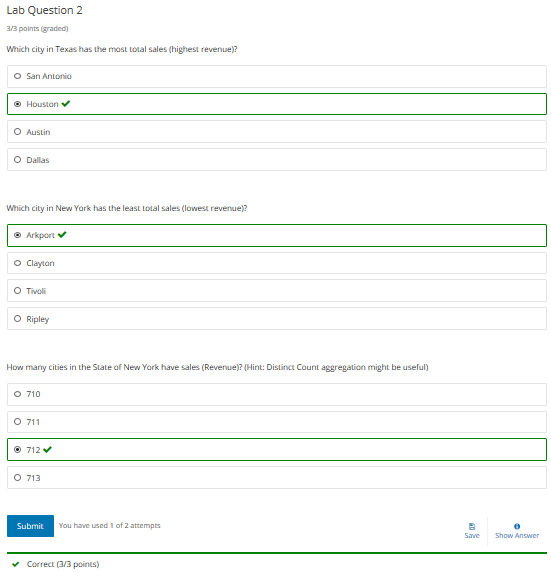 Lab Question 2
3/3 points (graded)
Which city in Texas has the most total sales (highest revenue)?
San Antonio
Houston
Austin
Dallas
Which city in New York has the least total sales (lowest revenue)?
Arkport
Clayton
Tivoli
Ripley
How many cities in the State of New York have sales (Revenue)? (Hint: Distinct Count aggregation might be useful)
710
711
712
713
Submit You have used 1 of 2 attempts
Save Show Answer
Correct (3/3 points)